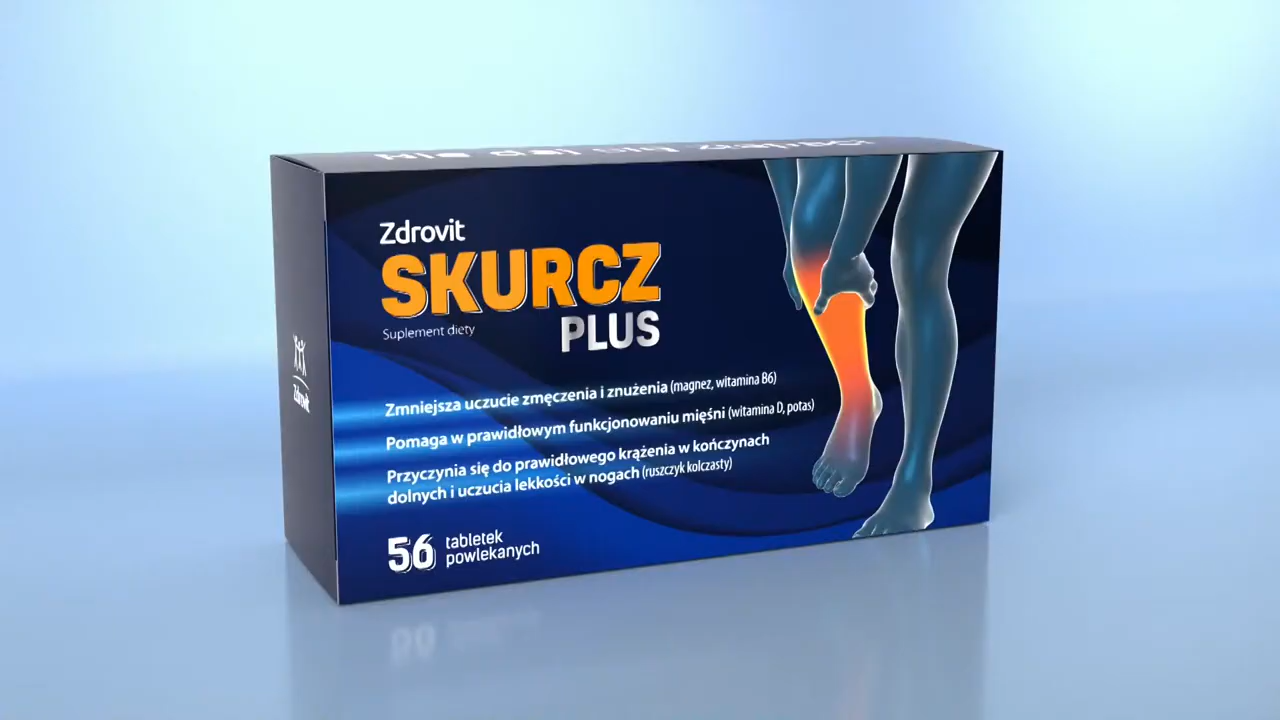 Zdrovit
SKURCZ
Suplement diety
PLUS
Zmniejsza uczucie zmęczenia i znużenia (magnez, witamina B6)
Pomaga w prawidłowym funkcjonowaniu mięśni (witamina D, potas)
Przyczynia się do prawidłowego krążenia w kończynach
dolnych i uczucia lekkości w nogach (ruszczyk kolczasty)
56 tabletek
powlekanych
Zdrovit